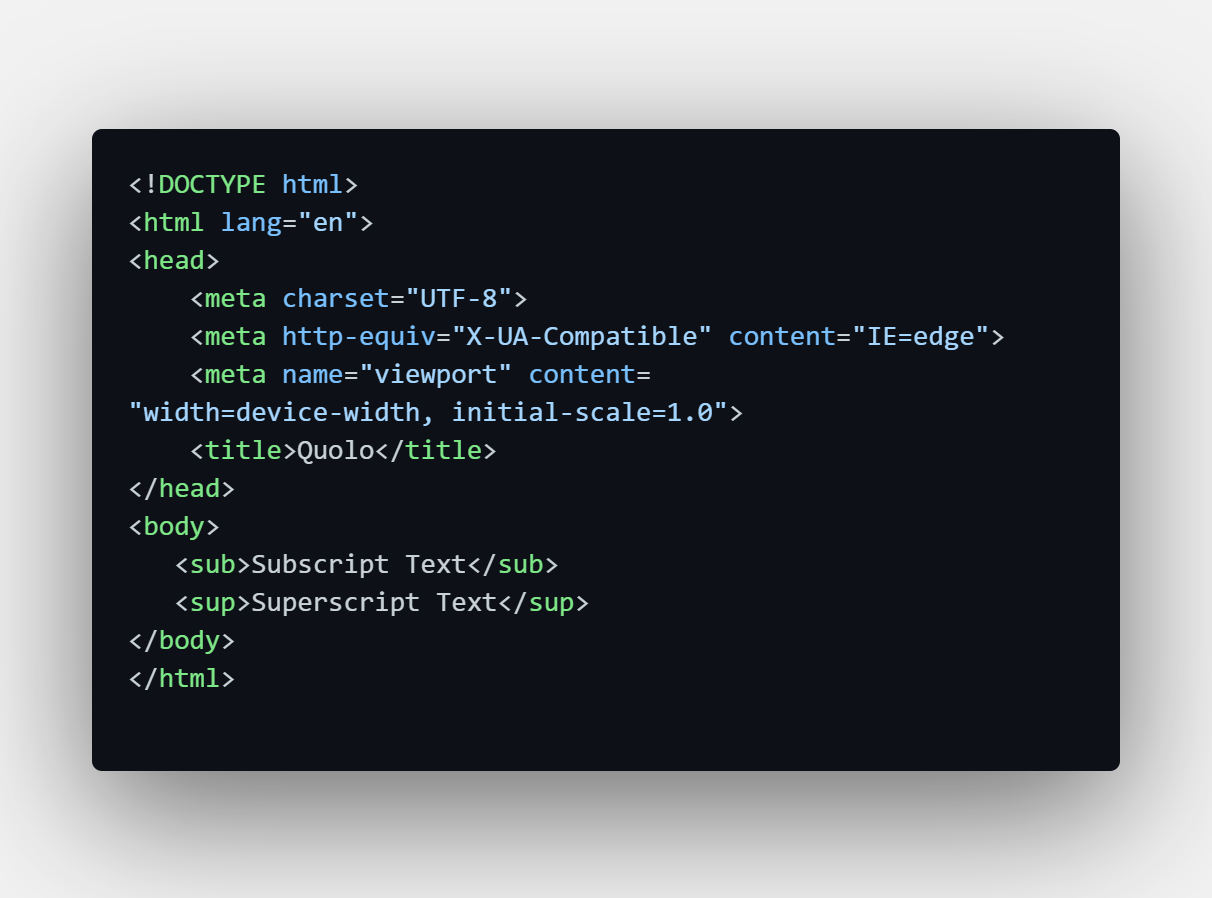 <!DOCTYPE html>
<html lang="en">
<head>
    <meta charset="UTF-8">
    <meta http-equiv="X-UA-Compatible" content="IE=edge">
    <meta name="viewport" content=
"width=device-width, initial-scale=1.0">
    <title>Quolo</title>
</head>
<body>
   <sub>Subscript Text</sub>
   <sup>Superscript Text</sup>
</body>
</html>